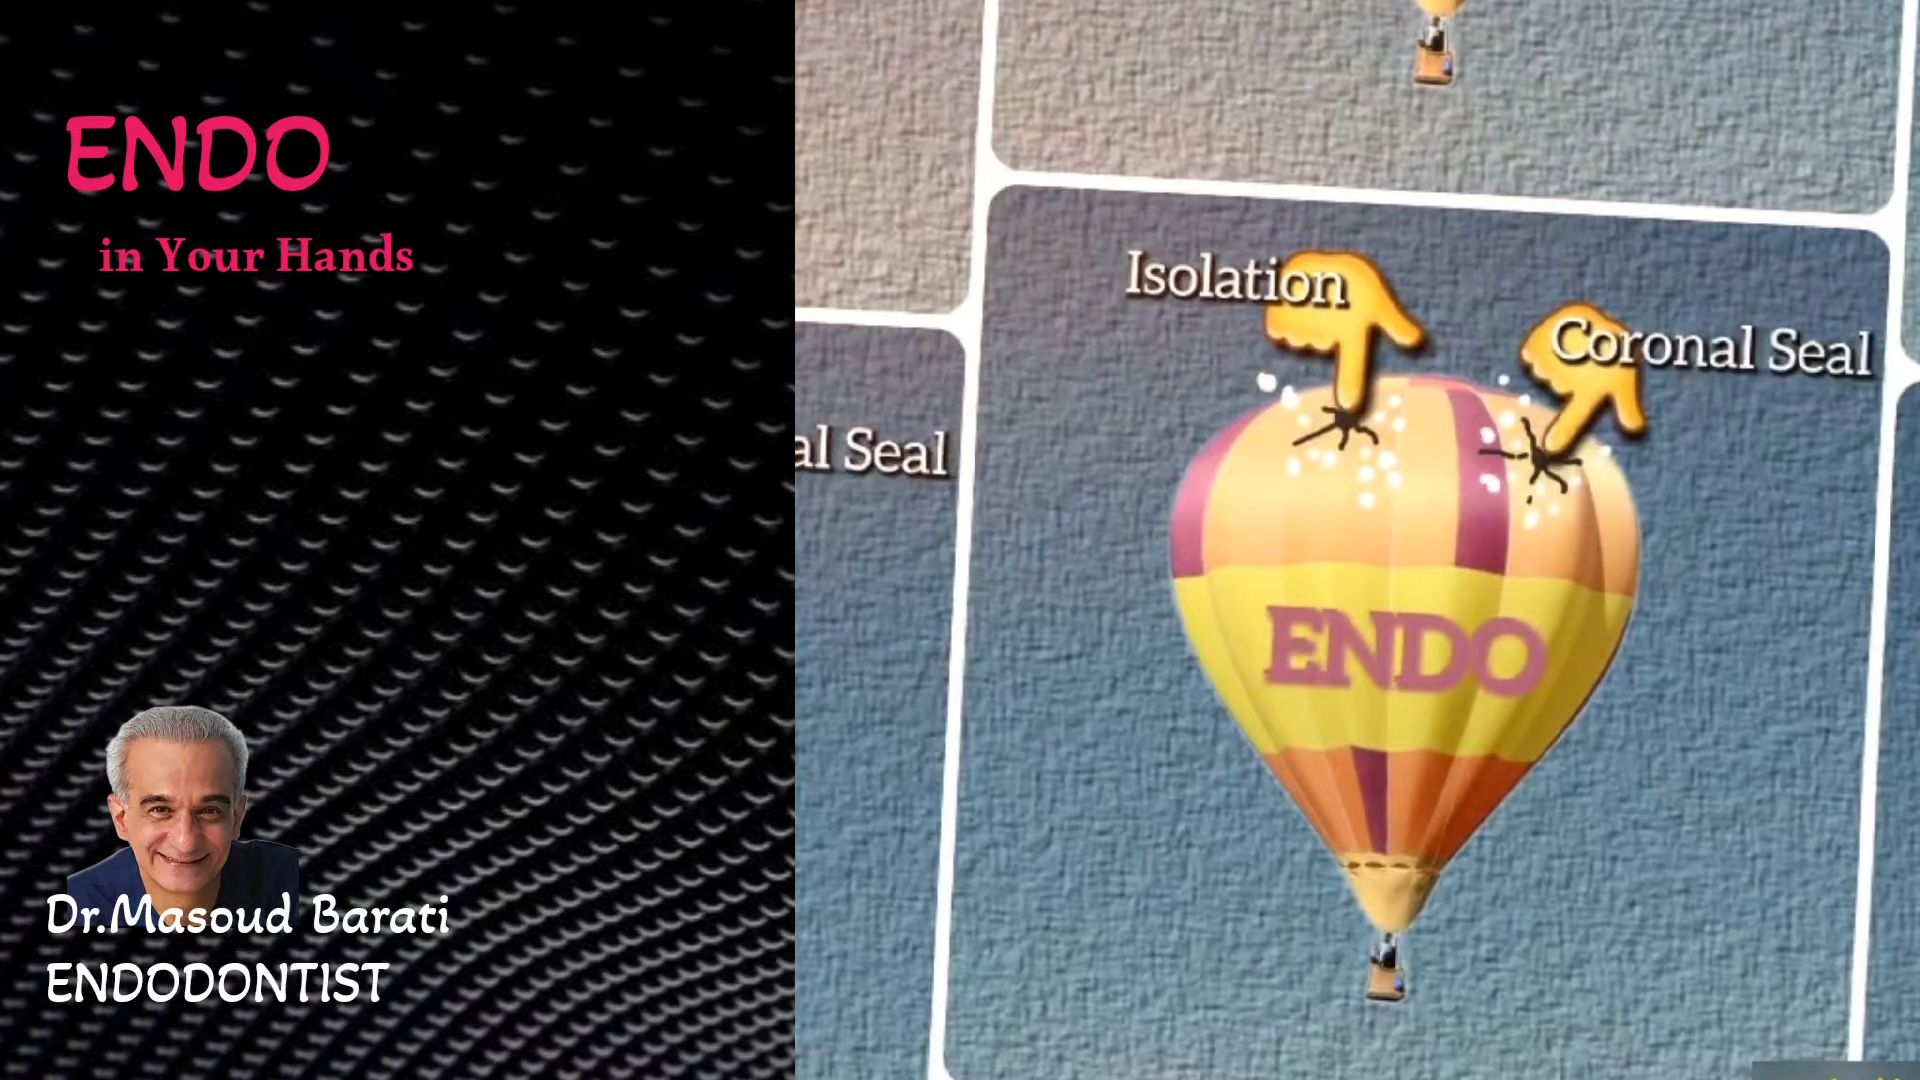 ENDO
in Your Hands
Dr.Masoud Barati
ENDODONTIST
al Seal
Isolation
Coronal Seal
ENDO